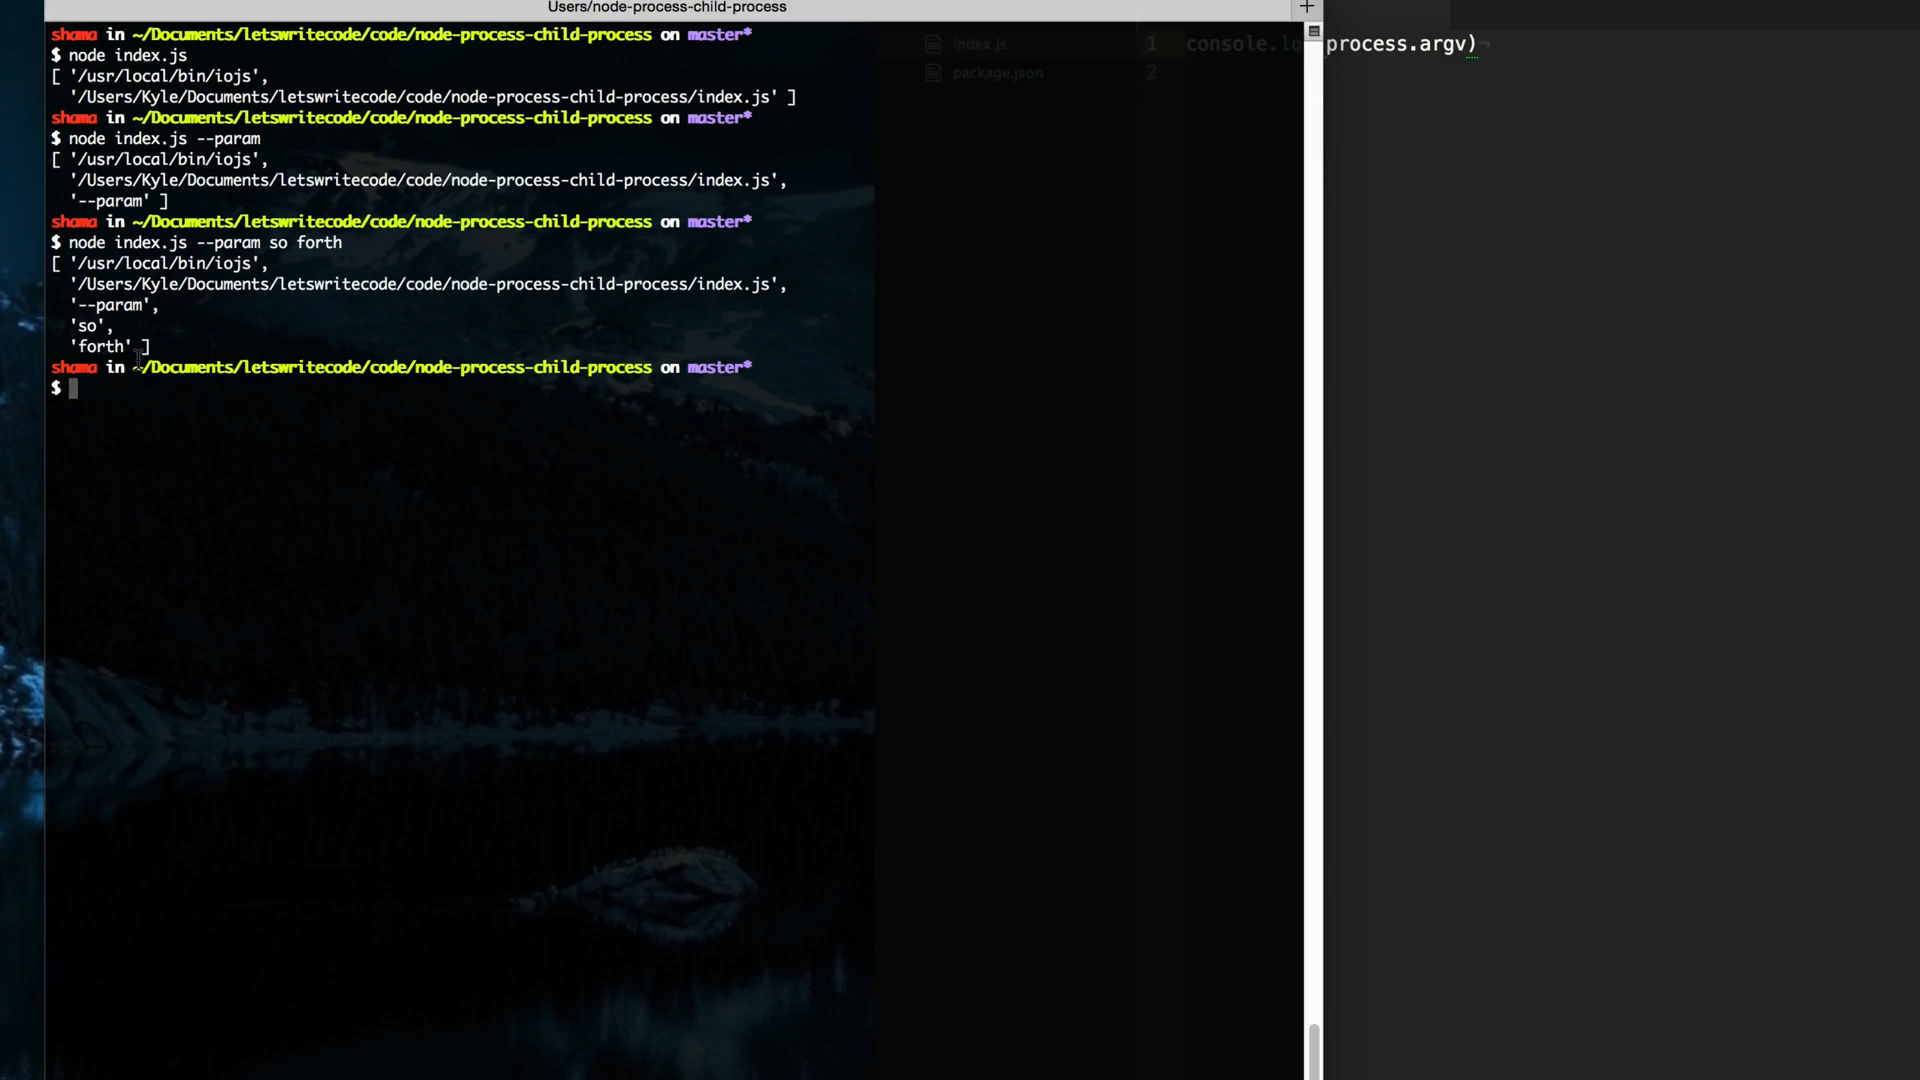 Users/node-process-child-process
+
shama in ~/Documents/letswritecode/code/node-process-child-process on master*
$ node index.js
[ '/usr/local/bin/iojs',
'/Users/Kyle/Documents/letswritecode/code/node-process-child-process/index.js' ]
shama in ~/Documents/letswritecode/code/node-process-child-process on master*
$ node index.js --param
[ '/usr/local/bin/iojs',
'/Users/Kyle/Documents/letswritecode/code/node-process-child-process/index.js',
'--param' ]
shama in ~/Documents/letswritecode/code/node-process-child-process on master*
$ node index.js --param so forth
[ '/usr/local/bin/iojs',
'/Users/Kyle/Documents/letswritecode/code/node-process-child-process/index.js',
'--param',
'so',
'forth' ]
shama in ~/Documents/letswritecode/code/node-process-child-process on master*
$
index.js
package.json
1 console.lo process.argv)¬
2